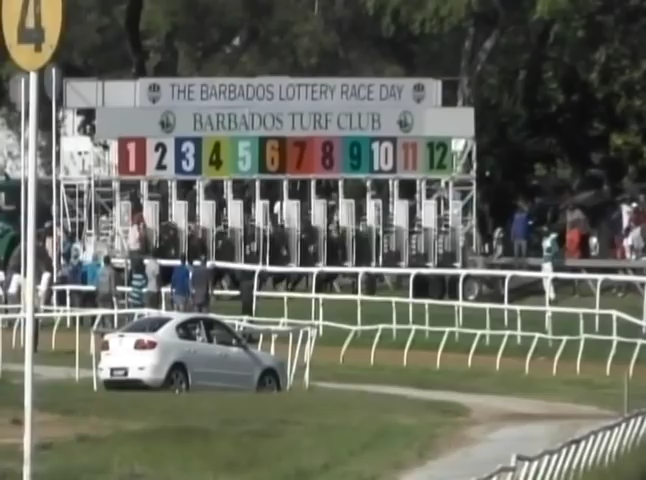 4
THE BARBADOS LOTTERY RACE DAY
BARBADOS TURF CLUB
1 2 3 4 5 6 7 8 9 10 11 12